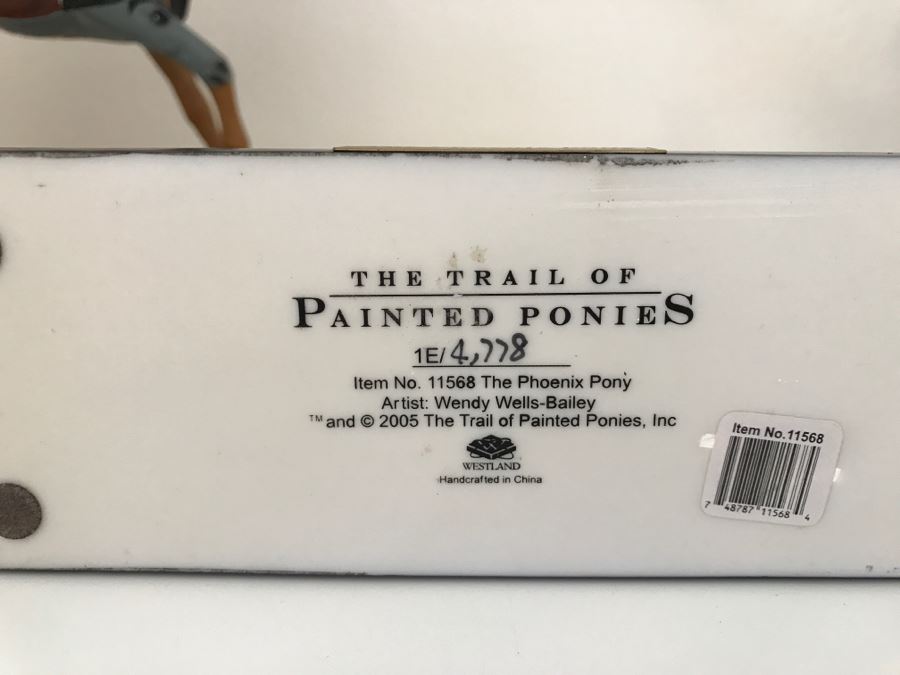 THE TRAIL OF
PAINTED PONIES
1E/4,778
Item No. 11568 The Phoenix Pony
Artist: Wendy Wells-Bailey
™ and © 2005 The Trail of Painted Ponies, Inc
WESTLAND
Handcrafted in China
Item No.11568
7 48787 11568 4